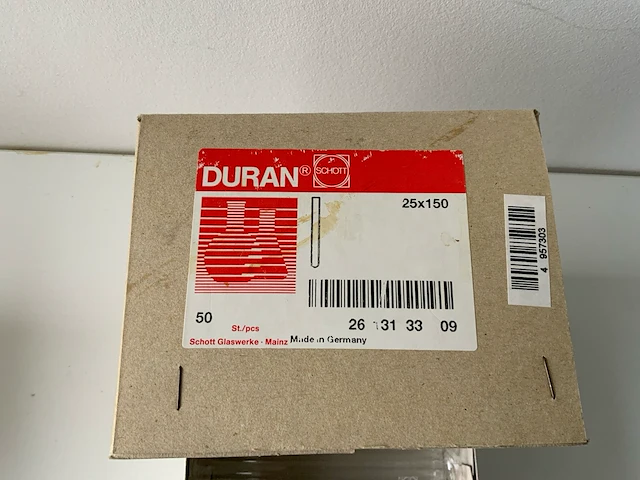 DURAN® SCHOTT
25x150
50 St./pcs
26 131 33 09
Schott Glaswerke · Mainz Made in Germany
4 957303